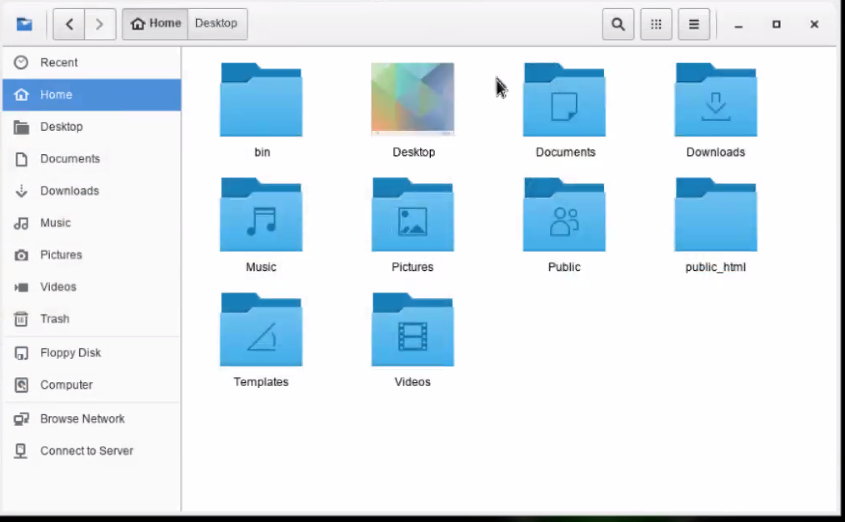 Home
Desktop
Recent
Home
Desktop
Documents
Downloads
Music
Pictures
Videos
Trash
Floppy Disk
Computer
Browse Network
Connect to Server
bin
Desktop
Documents
Downloads
Music
Pictures
Public
public_html
Templates
Videos